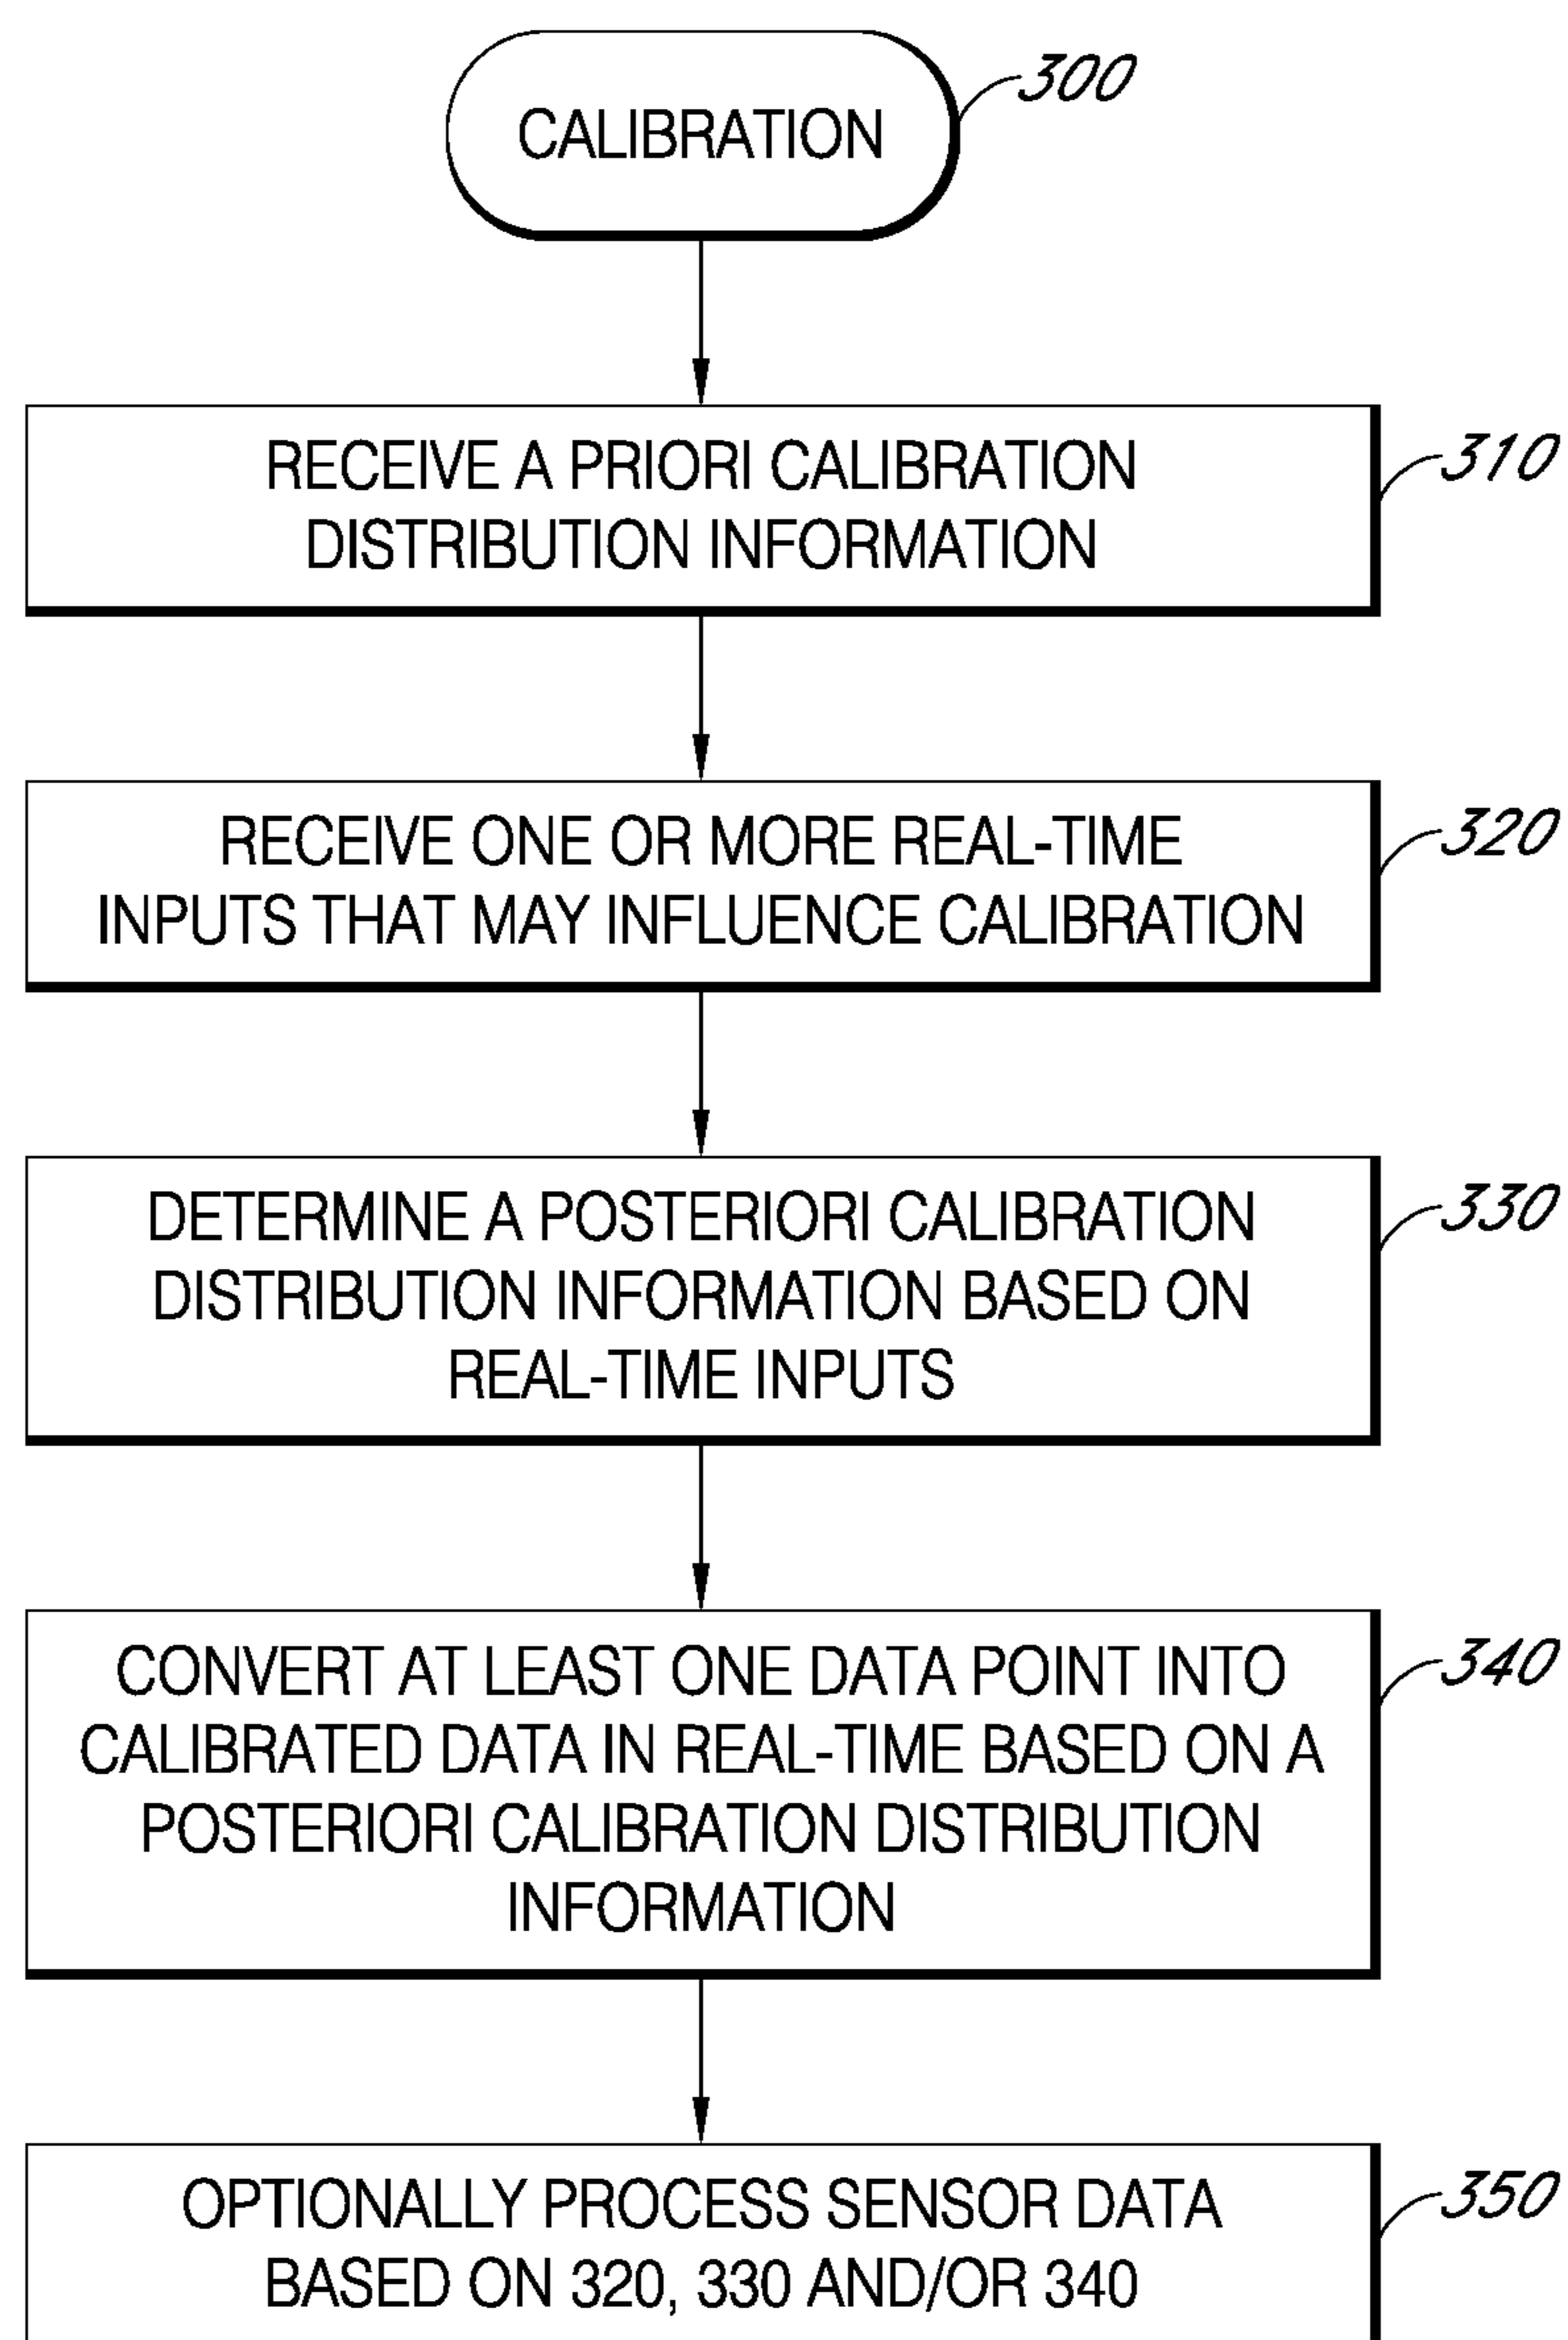 CALIBRATION
300
RECEIVE A PRIORI CALIBRATION
DISTRIBUTION INFORMATION
310
RECEIVE ONE OR MORE REAL-TIME
INPUTS THAT MAY INFLUENCE CALIBRATION
320
DETERMINE A POSTERIORI CALIBRATION
DISTRIBUTION INFORMATION BASED ON
REAL-TIME INPUTS
330
CONVERT AT LEAST ONE DATA POINT INTO
CALIBRATED DATA IN REAL-TIME BASED ON A
POSTERIORI CALIBRATION DISTRIBUTION
INFORMATION
340
OPTIONALLY PROCESS SENSOR DATA
BASED ON 320, 330 AND/OR 340
350